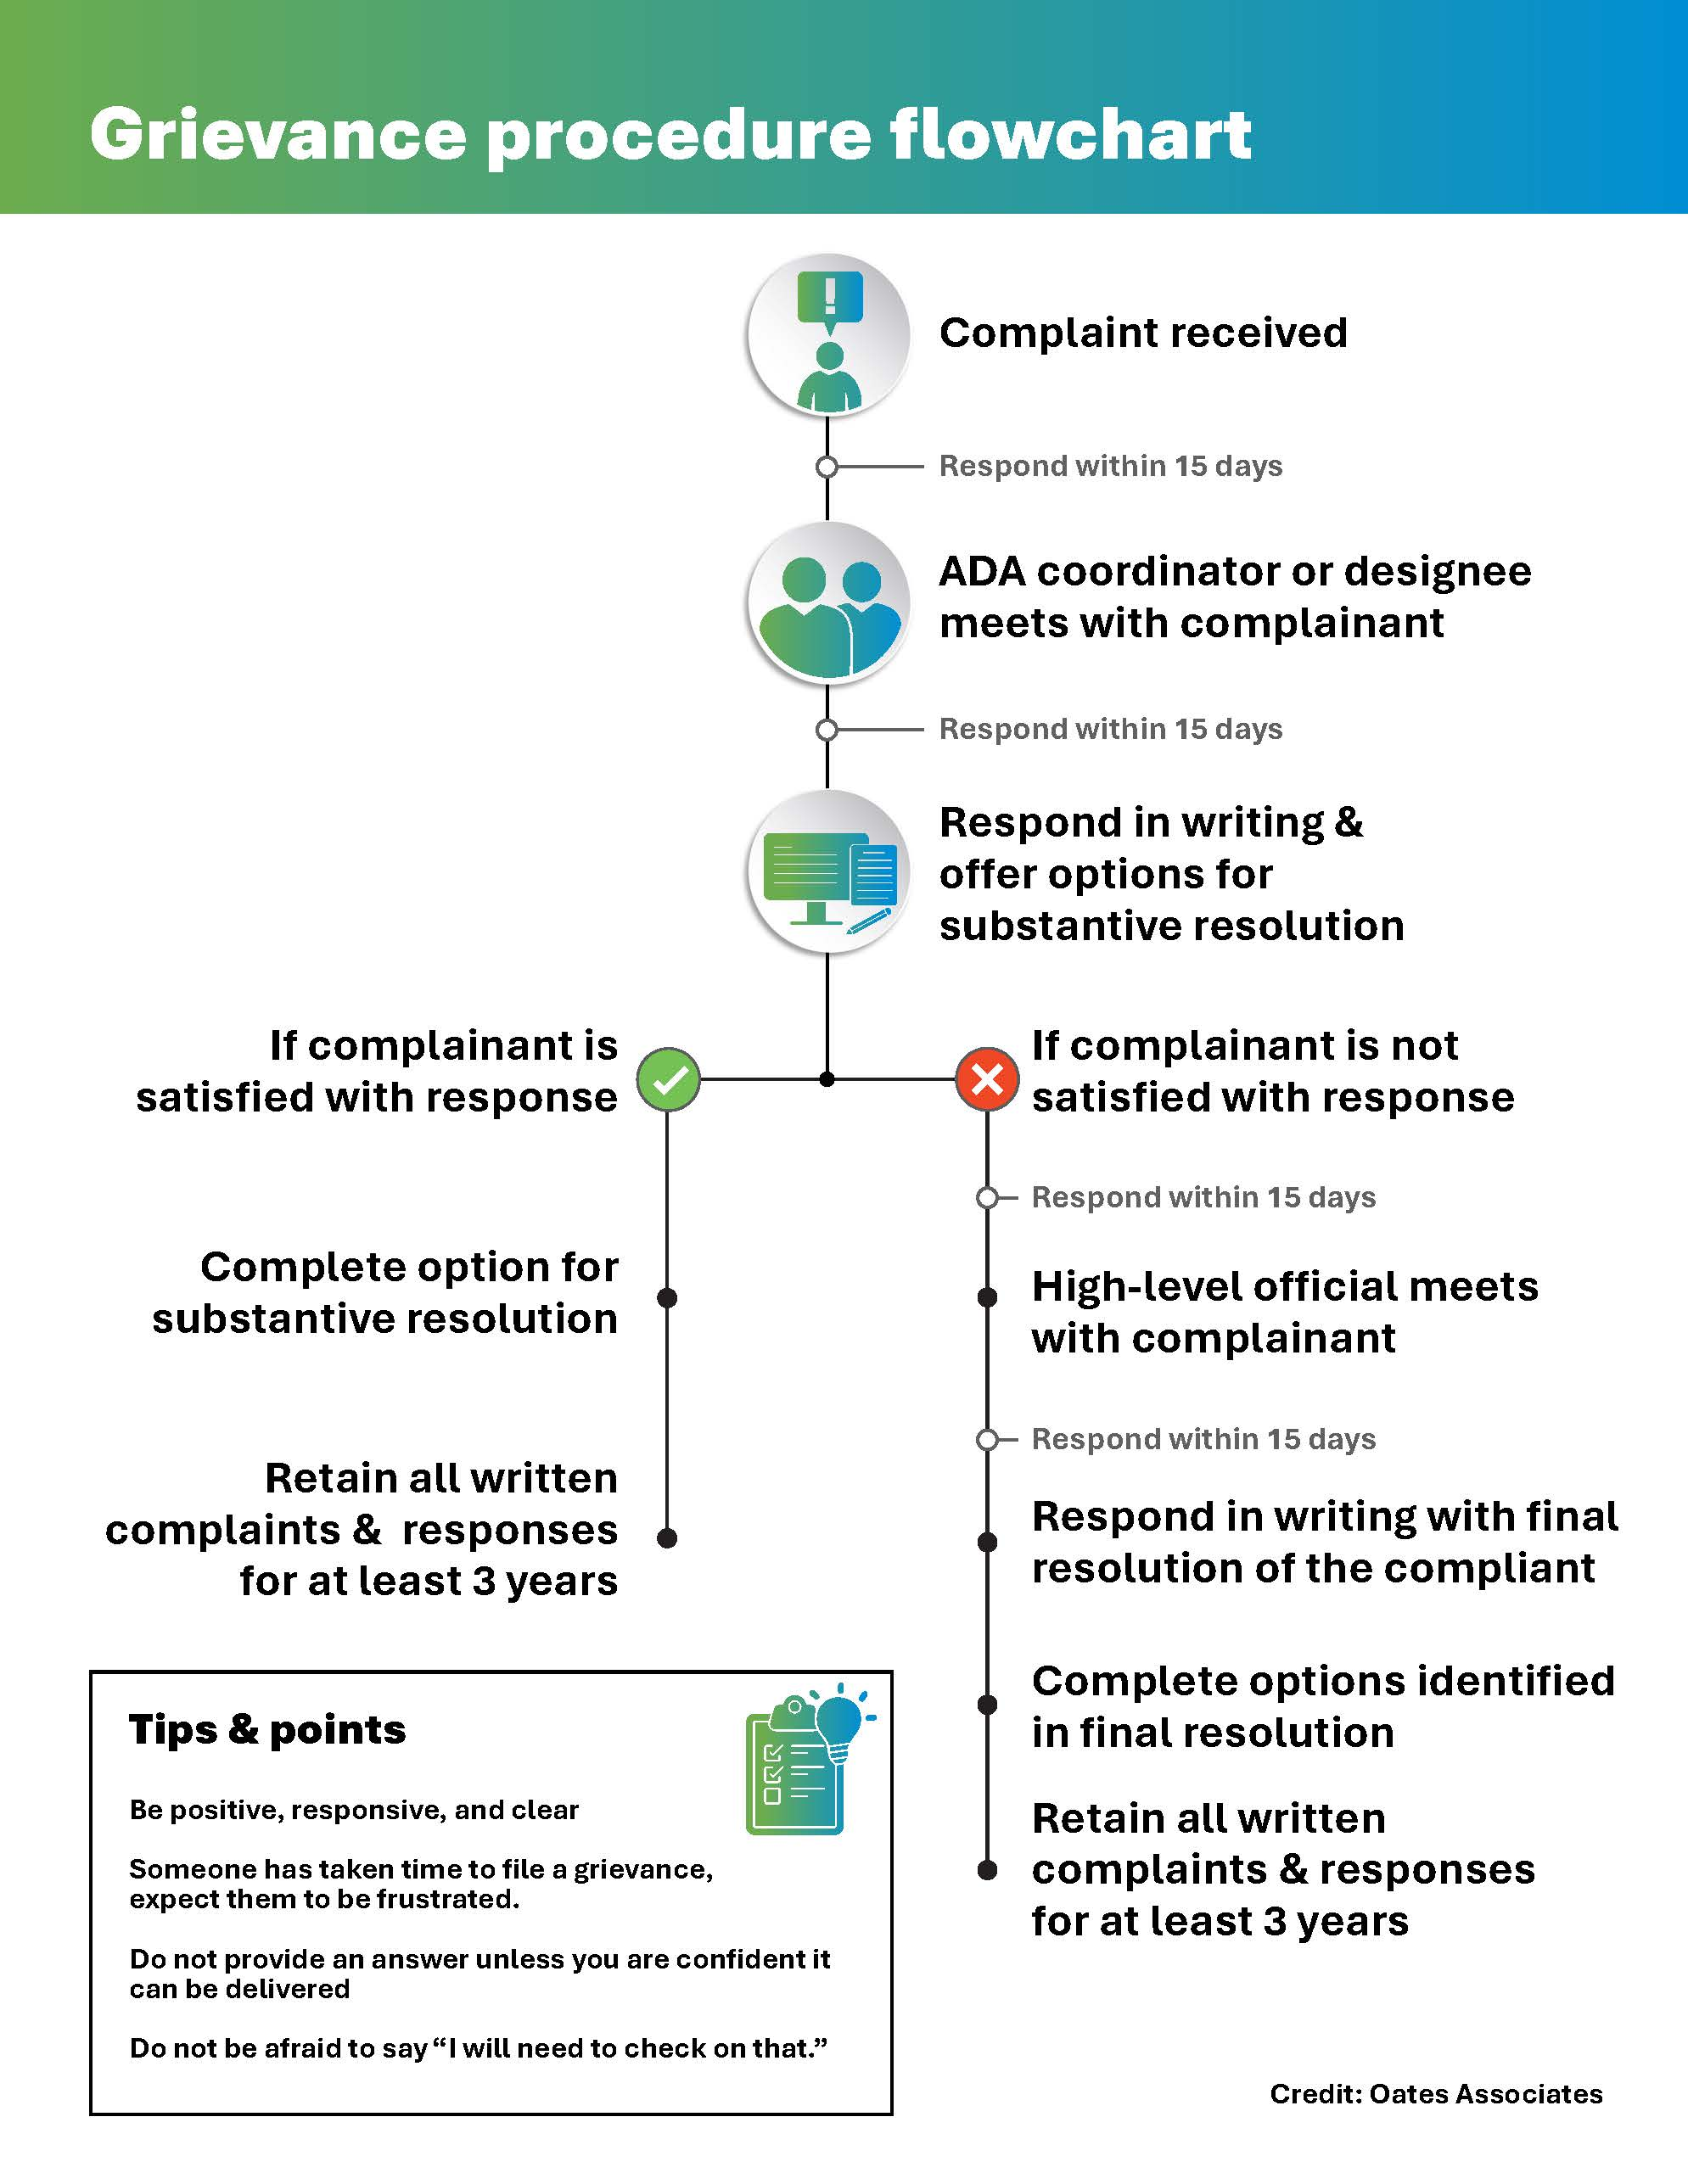 Grievance procedure flowchart
!
Complaint received
Respond within 15 days
ADA coordinator or designee
meets with complainant
Respond within 15 days
Respond in writing &
offer options for
substantive resolution
If complainant is
satisfied with response
Complete option for
substantive resolution
Retain all written
complaints &  responses
for at least 3 years
If complainant is not
satisfied with response
Respond within 15 days
High-level official meets
with complainant
Respond within 15 days
Respond in writing with final
resolution of the compliant
Complete options identified
in final resolution
Retain all written
complaints & responses
for at least 3 years
Tips & points
Be positive, responsive, and clear
Someone has taken time to file a grievance,
expect them to be frustrated.
Do not provide an answer unless you are confident it
can be delivered
Do not be afraid to say “I will need to check on that.”
Credit: Oates Associates